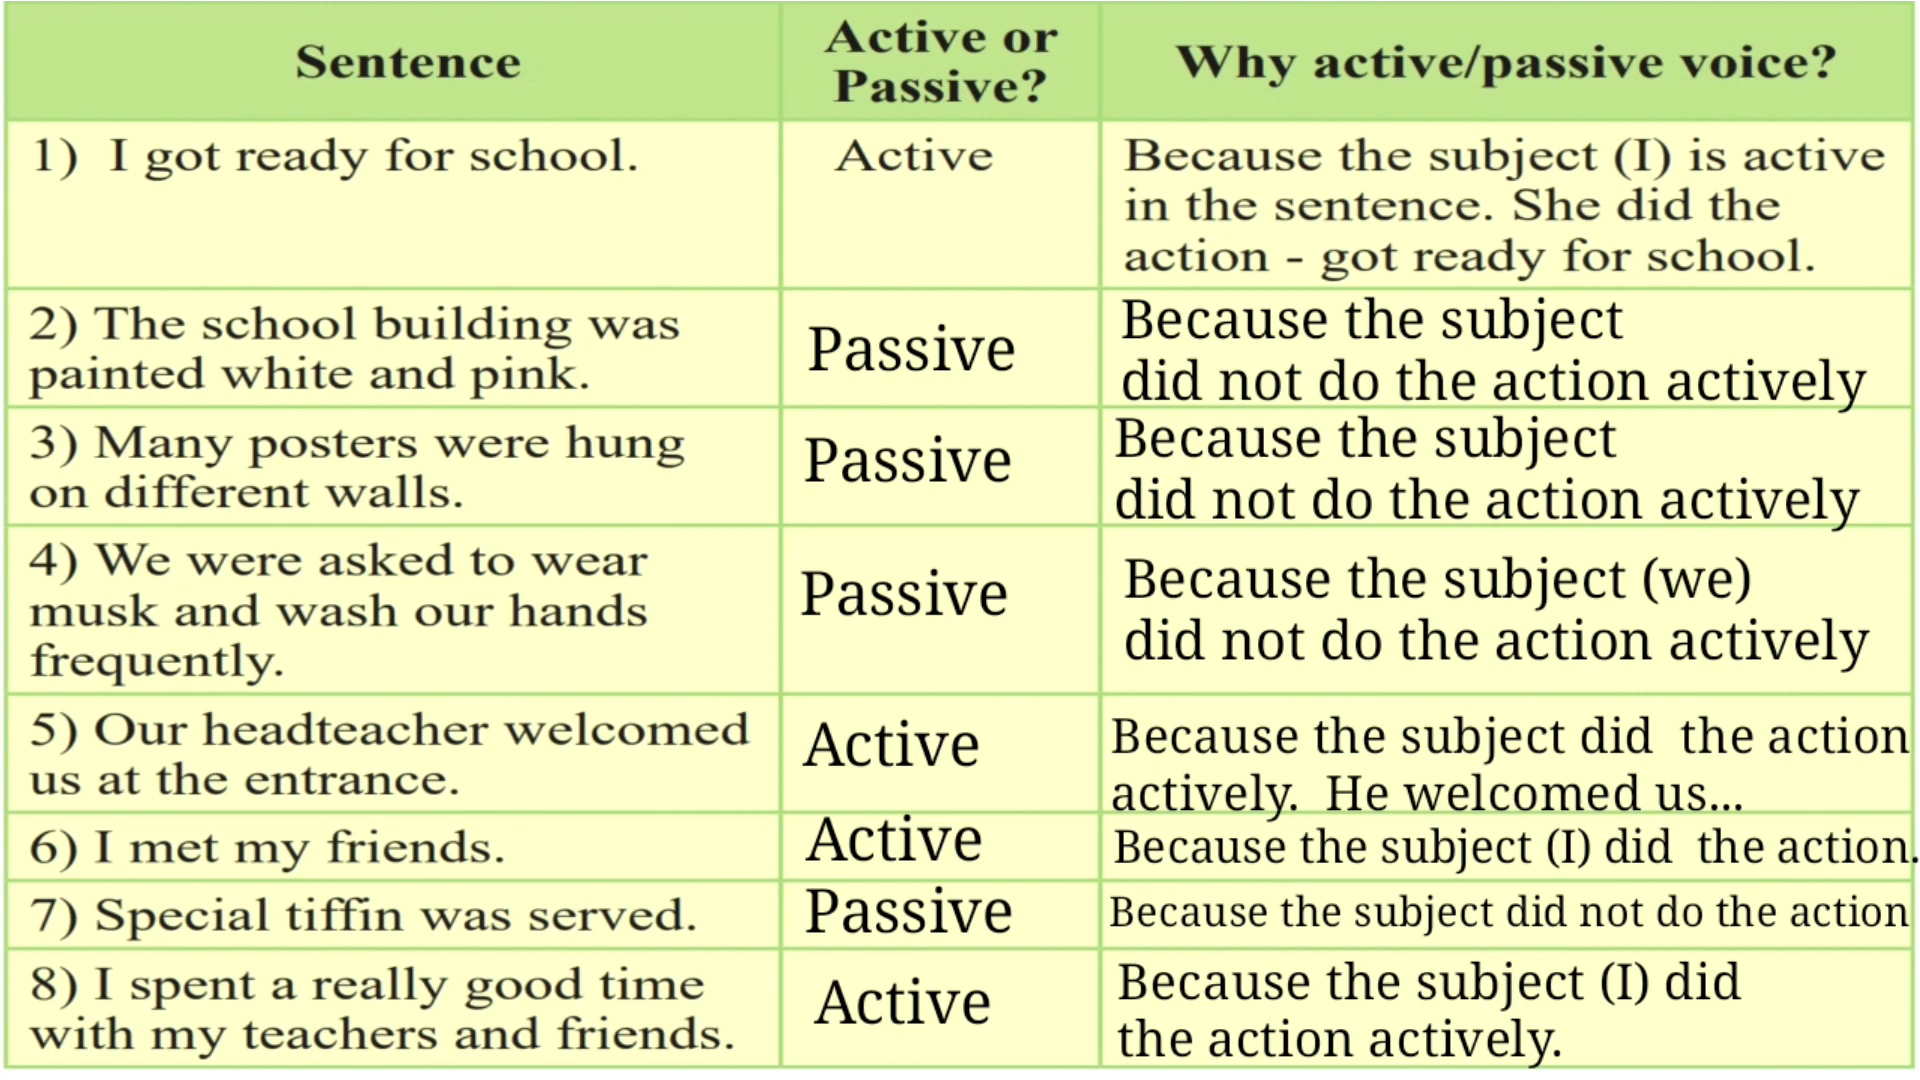 Sentence
Active or
Passive?
Why active/passive voice?
1) I got ready for school.
Active
Because the subject (I) is active
in the sentence. She did the
action - got ready for school.
2) The school building was
painted white and pink.
Passive
Because the subject
did not do the action actively
3) Many posters were hung
on different walls.
Passive
Because the subject
did not do the action actively
4) We were asked to wear
musk and wash our hands
frequently.
Passive
Because the subject (we)
did not do the action actively
5) Our headteacher welcomed
us at the entrance.
Active
Because the subject did the action
actively. He welcomed us...
6) I met my friends.
Active
Because the subject (I) did the action.
7) Special tiffin was served.
Passive
Because the subject did not do the action
8) I spent a really good time
with my teachers and friends.
Active
Because the subject (I) did
the action actively.